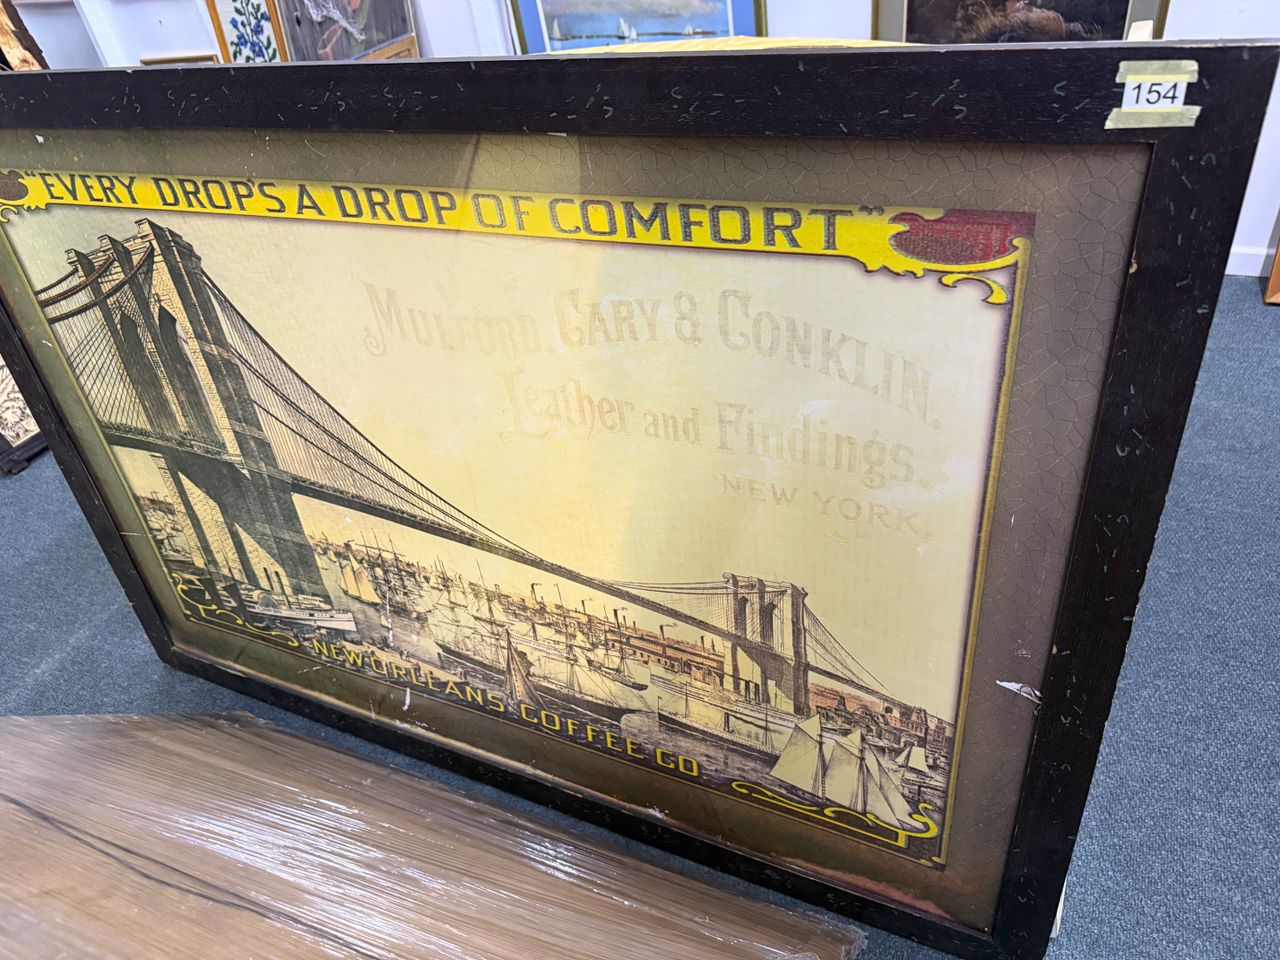 154
"EVERY DROP'S A DROP OF COMFORT"
MULFORD, CARY & CONKLIN,
Leather and Findings.
NEW YORK.
NEW ORLEANS COFFEE CO.